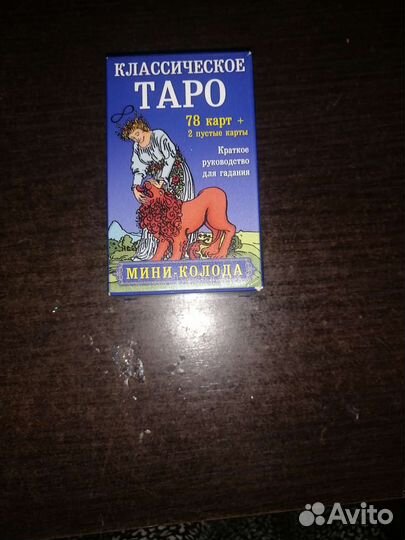 КЛАССИЧЕСКОЕ
ТАРО
78 карт +
2 пустые карты
Краткое
руководство
для гадания
МИНИ-КОЛОДА
Avito